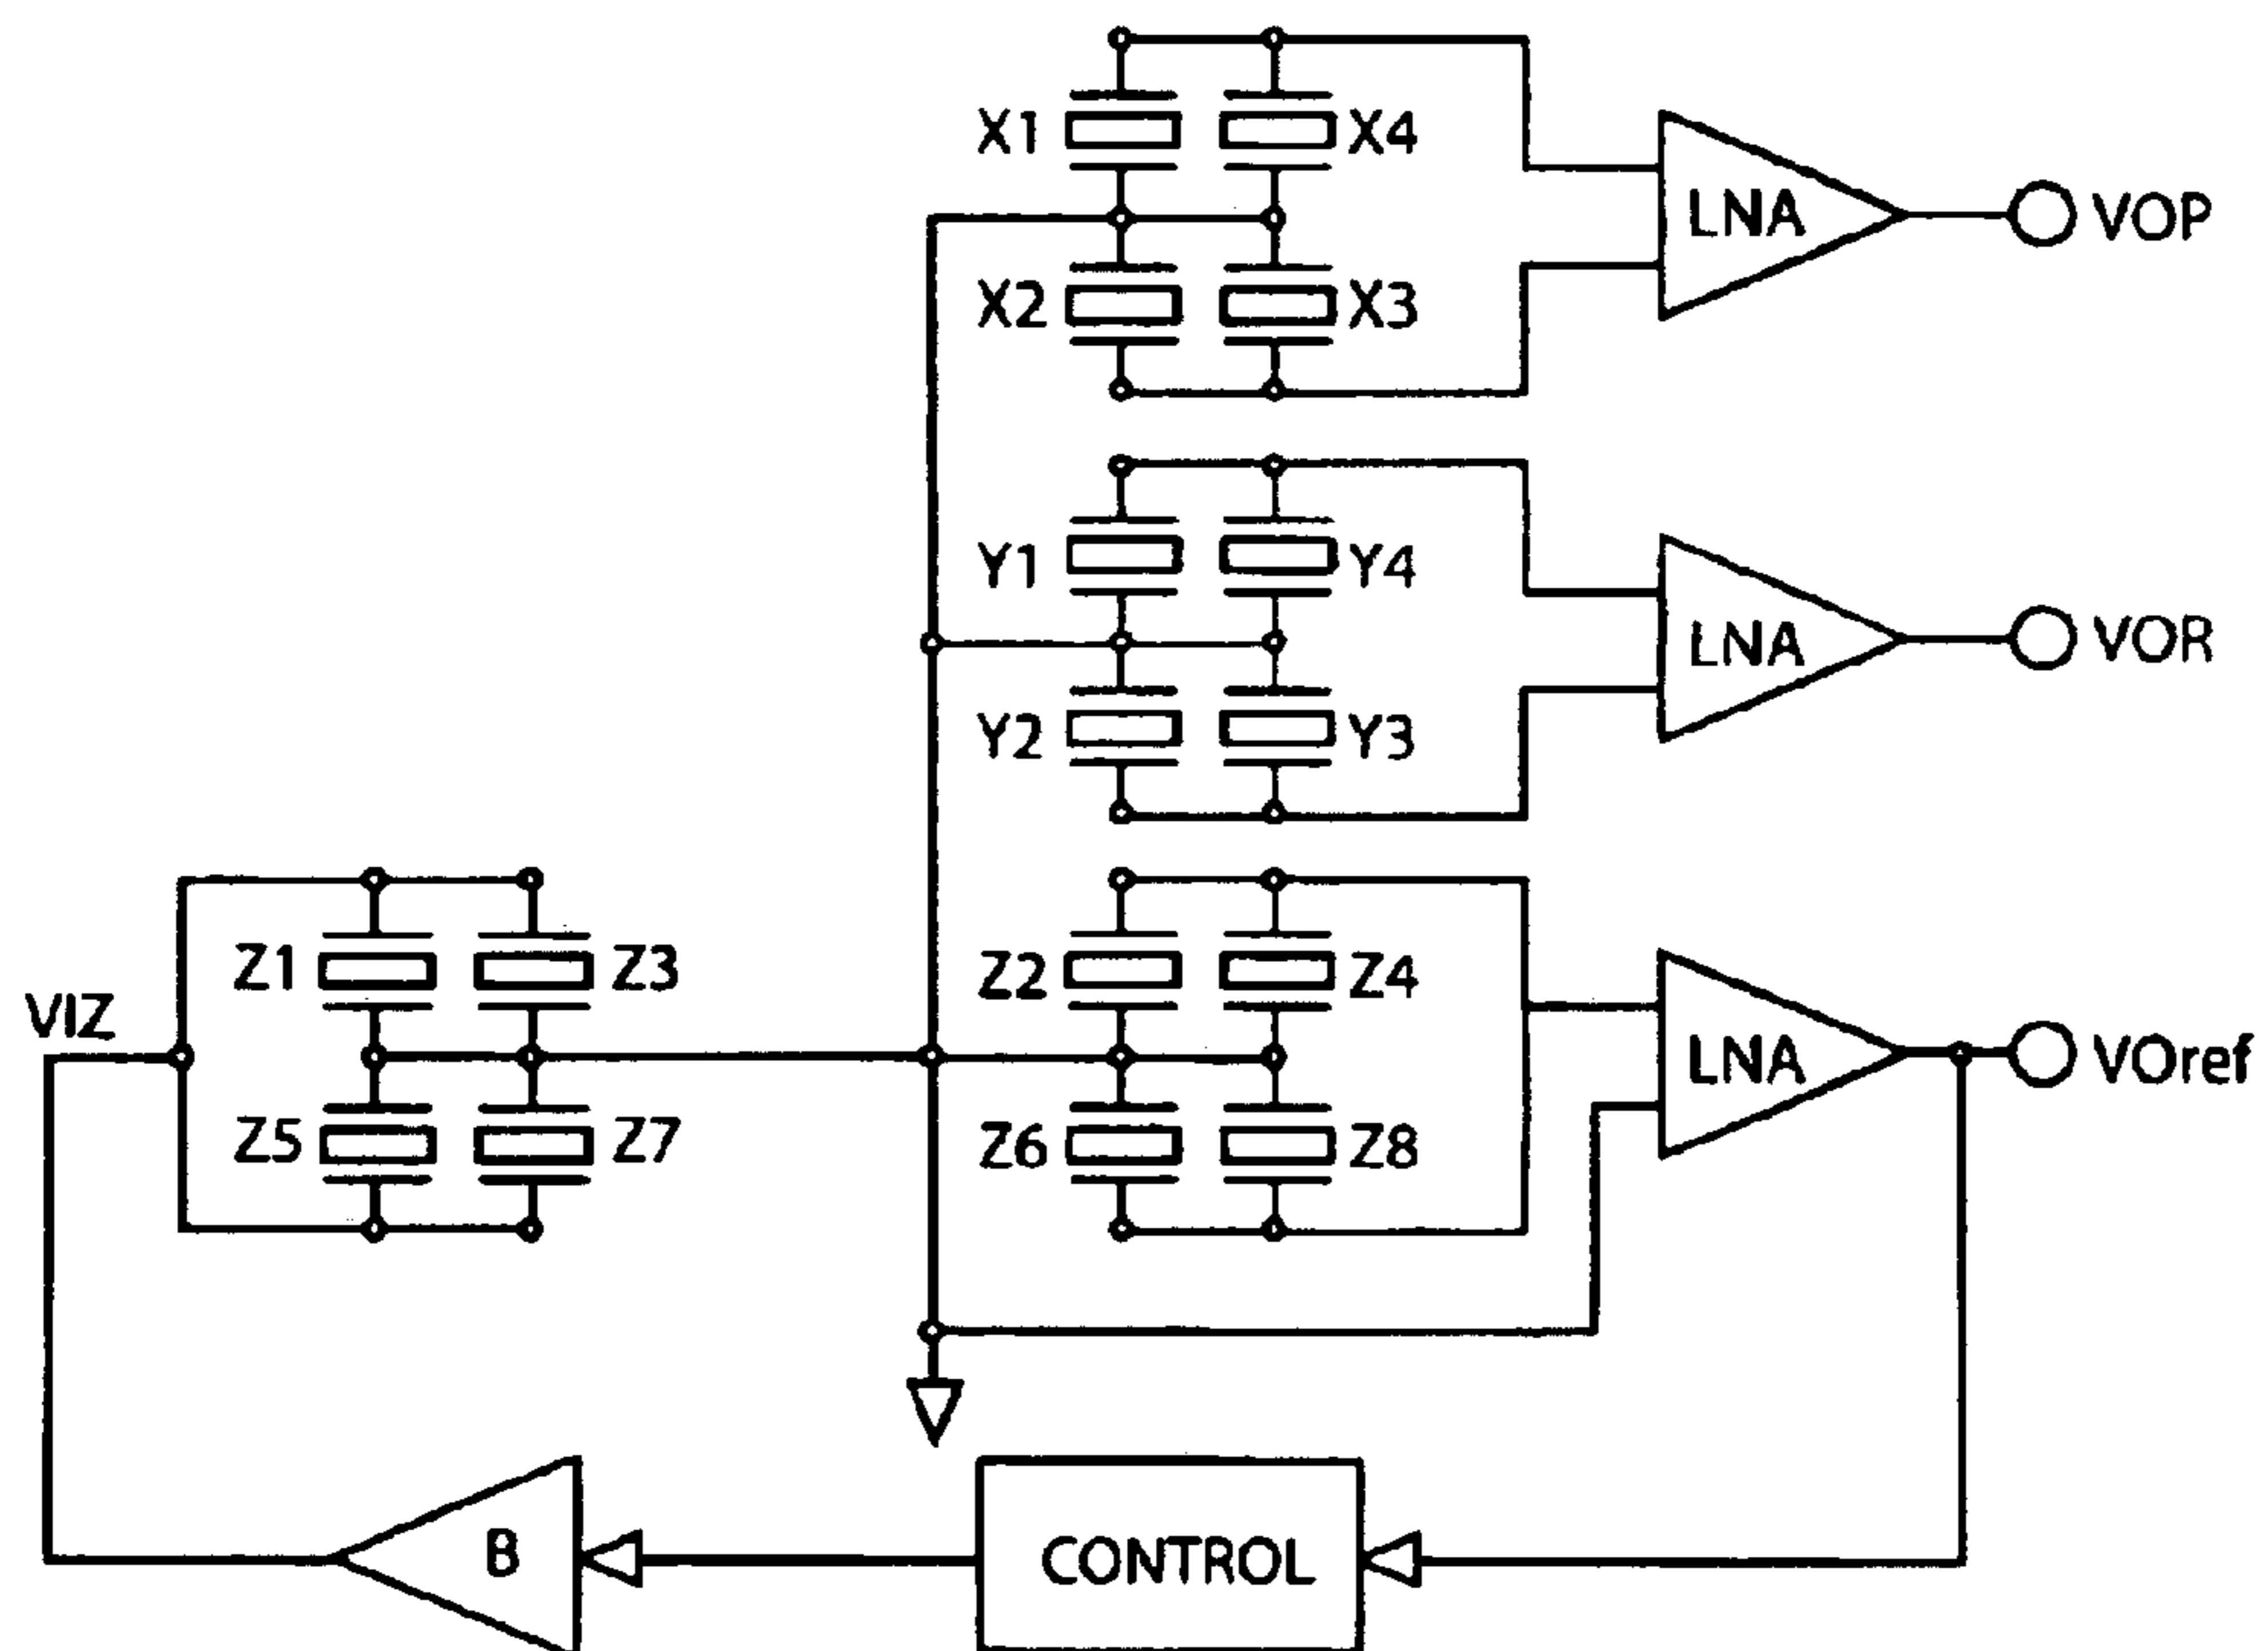 X1
X4
LNA
VOP
X2
X3
Y1
Y4
LNA
VOR
Y2
Y3
Z1
Z3
Z2
Z4
VIZ
LNA
VOref
Z5
Z7
Z6
Z8
B
CONTROL